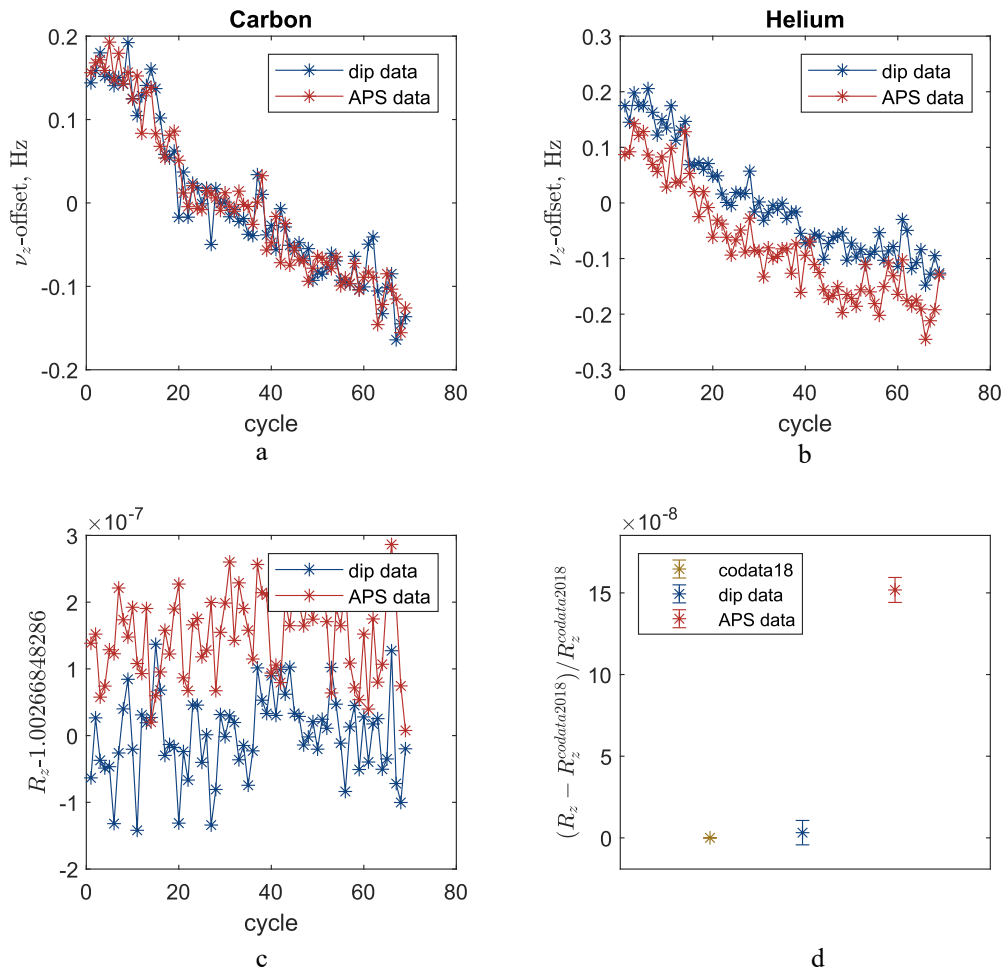 Carbon
0.2
0.1
0
-0.1
-0.2
ν_z-offset, Hz
dip data
APS data
0 20 40 60 80
cycle
a
Helium
0.3
0.2
0.1
0
-0.1
-0.2
-0.3
ν_z-offset, Hz
dip data
APS data
0 20 40 60 80
cycle
b
×10^-7
3
2
1
0
-1
-2
R_z-1.00266848286
dip data
APS data
0 20 40 60 80
cycle
c
×10^-8
15
10
5
0
(R_z − R_z^{codata2018})/R_z^{codata2018}
codata18
dip data
APS data
d